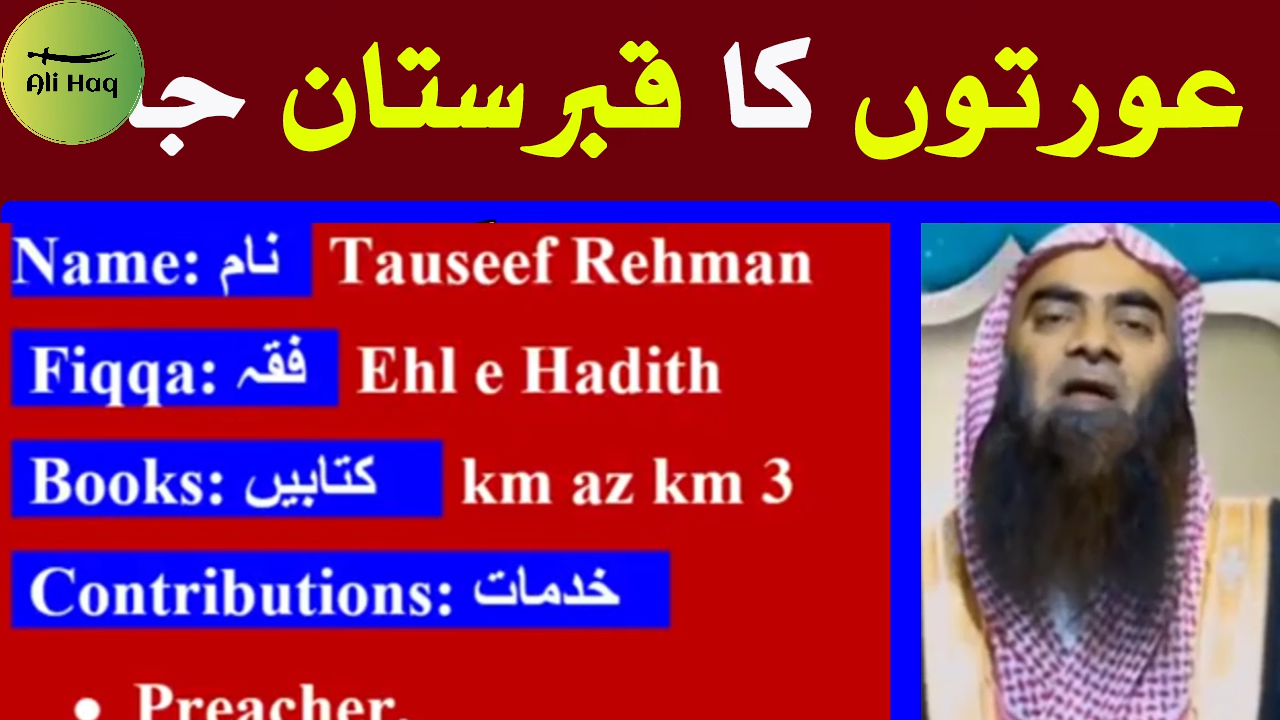 عورتوں کا قبرستان
Ali Haq
Name: نام Tauseef Rehman
Fiqqa: فقہ Ehl e Hadith
Books: کتابیں km az km 3
Contributions: خدمات
• Preacher.